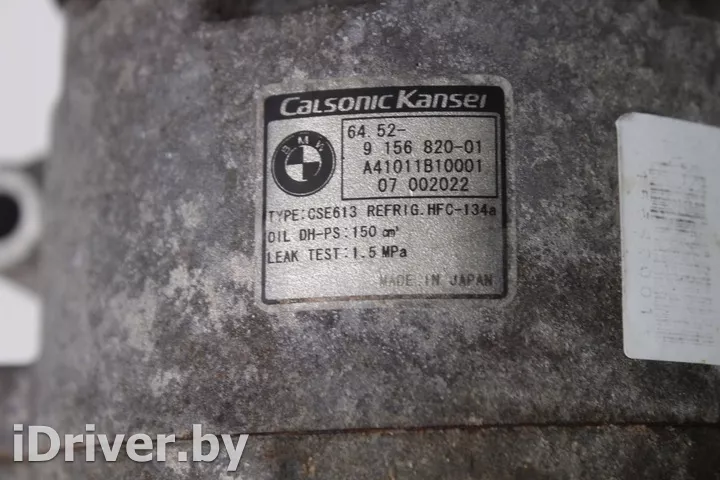 Calsonic Kansei
BMW
64.52-
9 156 820-01
A41011B10001
07 002022
TYPE:CSE613 REFRIG.HFC-134a
OIL DH-PS:150 cm³
LEAK TEST:1.5 MPa
MADE IN JAPAN
iDriver.by